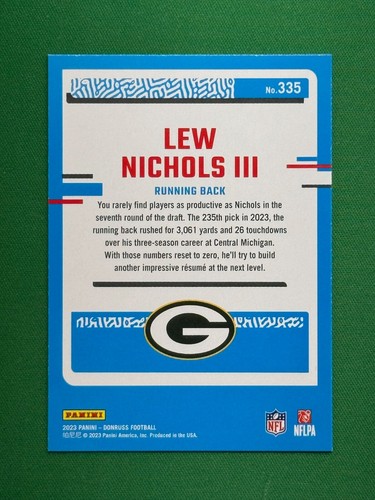 No. 335
LEW
NICHOLS III
RUNNING BACK
You rarely find players as productive as Nichols in the
seventh round of the draft. The 235th pick in 2023, the
running back rushed for 3,061 yards and 26 touchdowns
over his three-season career at Central Michigan.
With those numbers reset to zero, he'll try to build
another impressive résumé at the next level.
G
PANINI
2023 PANINI – DONRUSS FOOTBALL
帕尼尼 © 2023 Panini America, Inc. Produced in the USA.
NFL
NFLPA